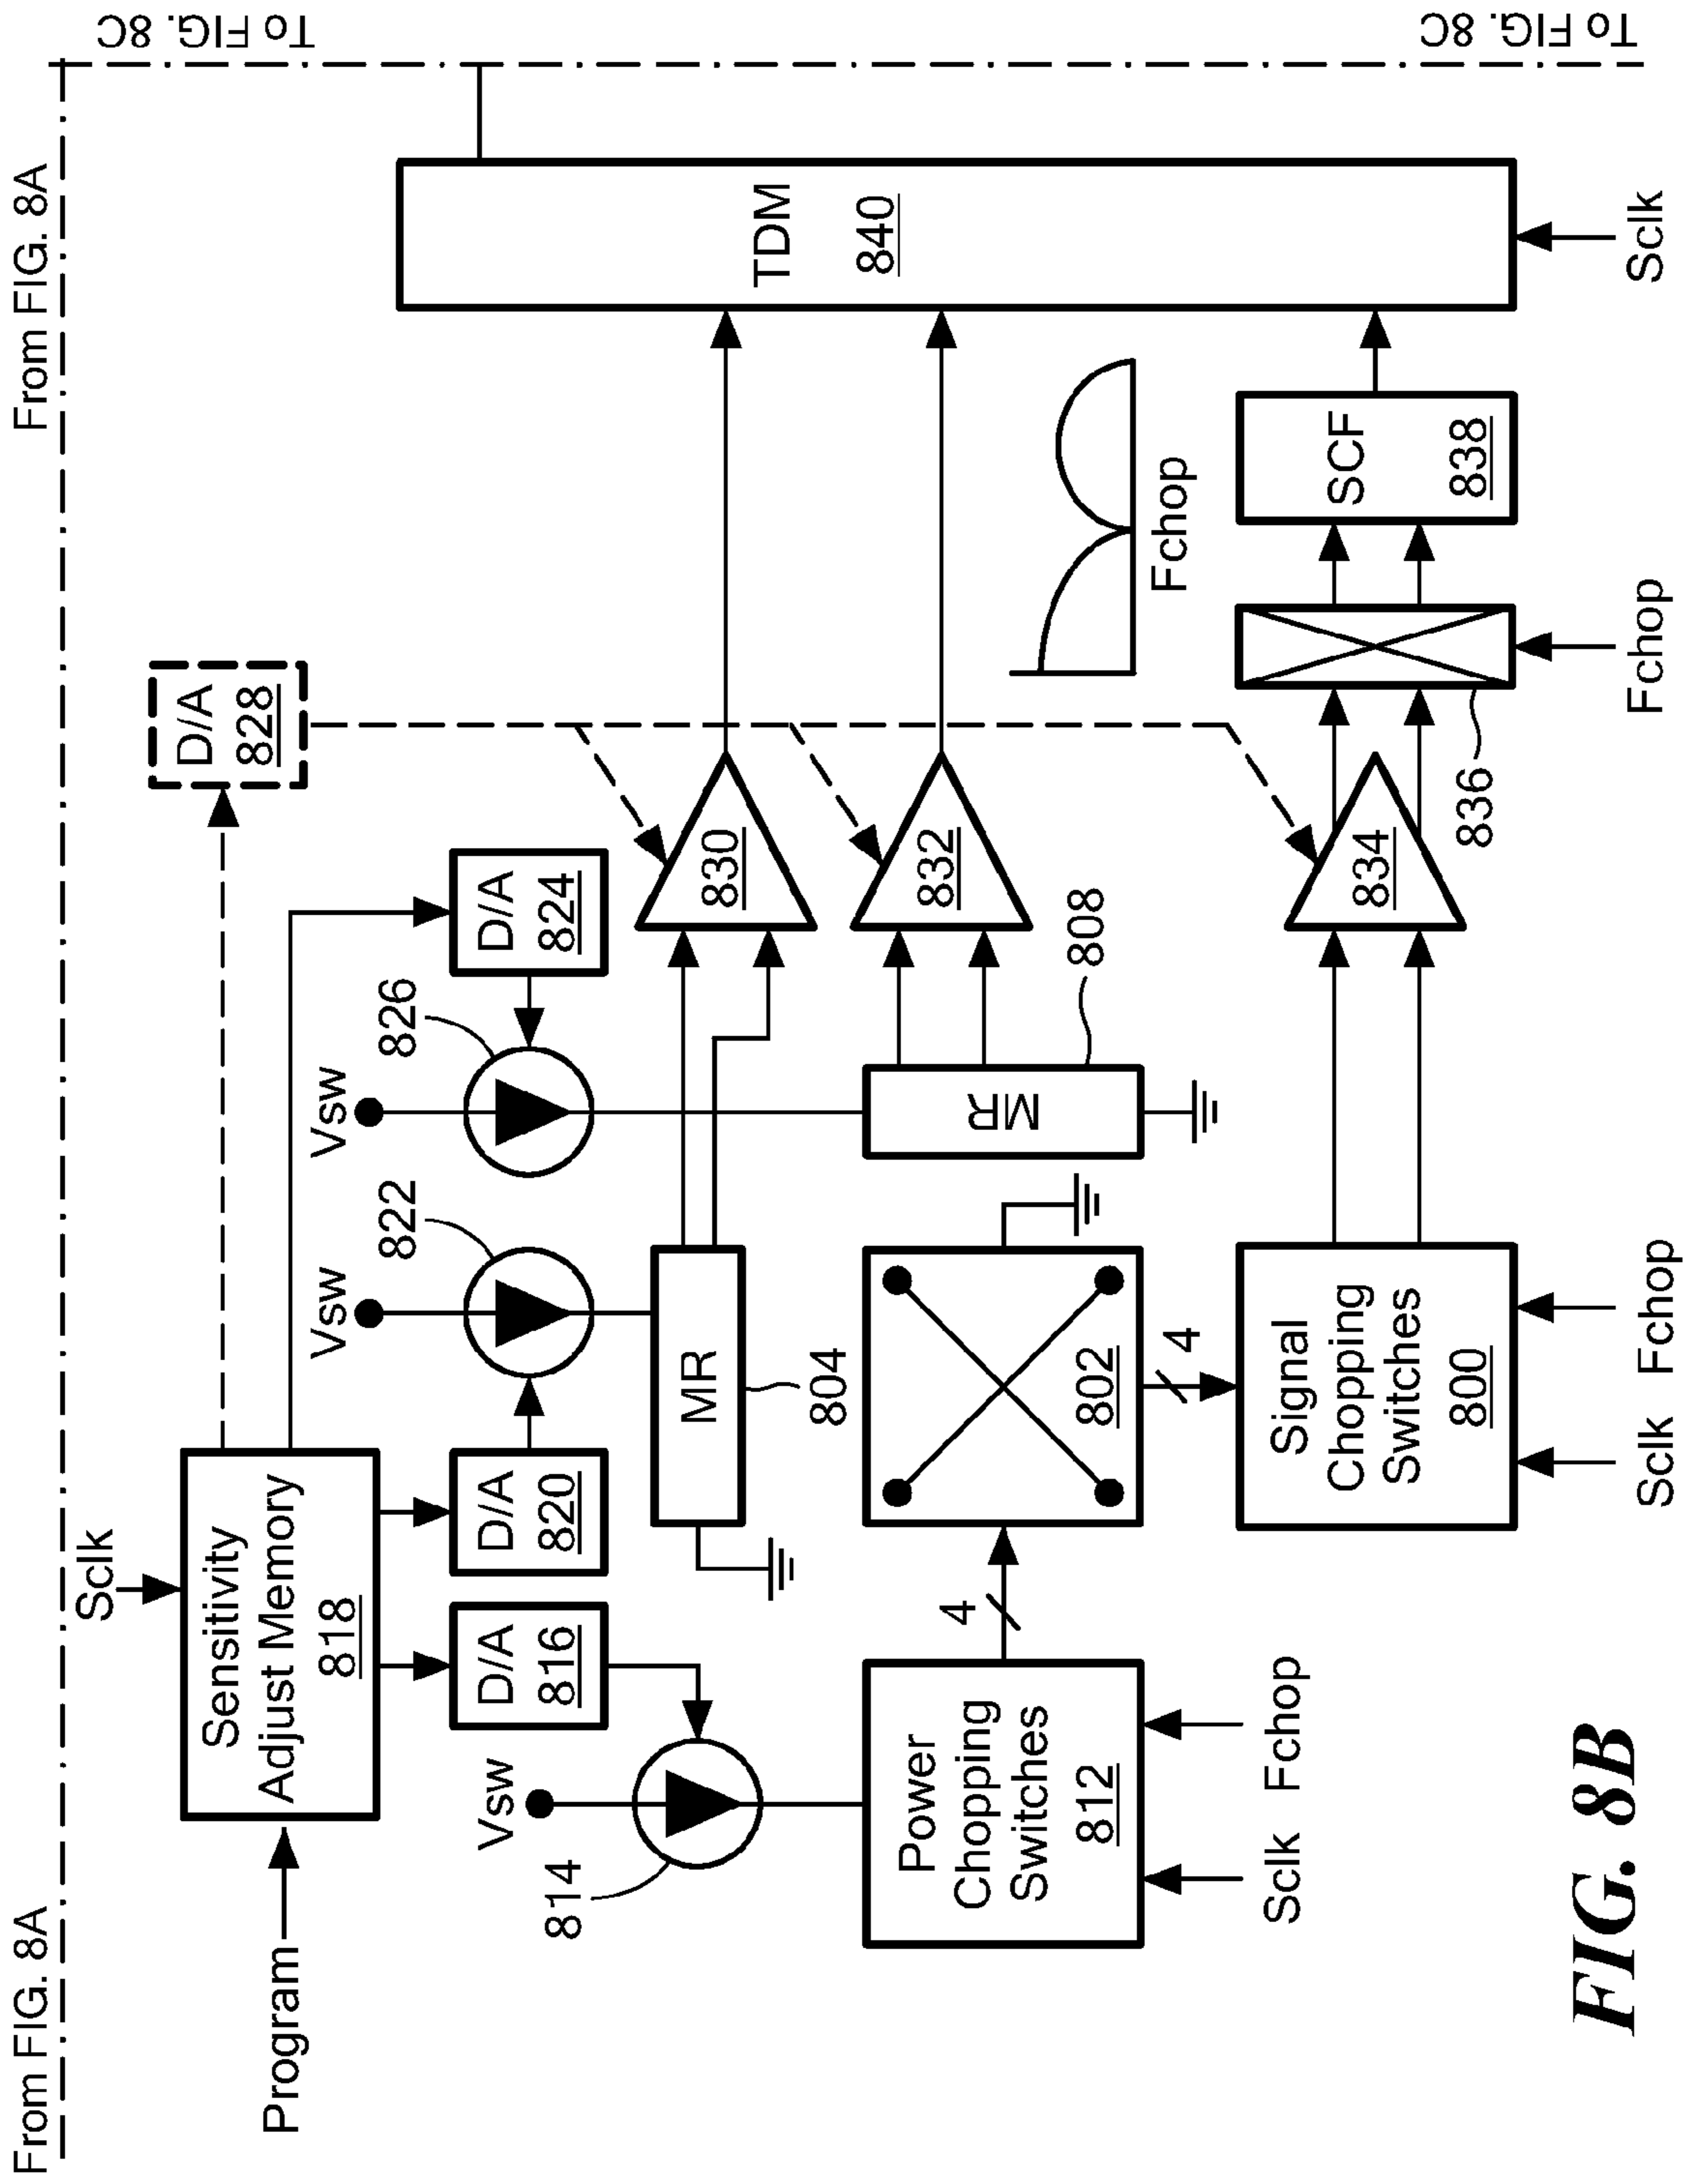 From FIG. 8A
From FIG. 8A
To FIG. 8C
To FIG. 8C
Sclk
Program
Sensitivity
Adjust Memory
818
D/A
828
D/A
816
D/A
820
D/A
824
Vsw
822
Vsw
826
Vsw
814
MR
804
MR
808
830
832
834
Power
Chopping
Switches
812
Sclk
Fchop
4
802
4
Signal
Chopping
Switches
800
Sclk
Fchop
836
Fchop
Fchop
SCF
838
TDM
840
Sclk
FIG. 8B